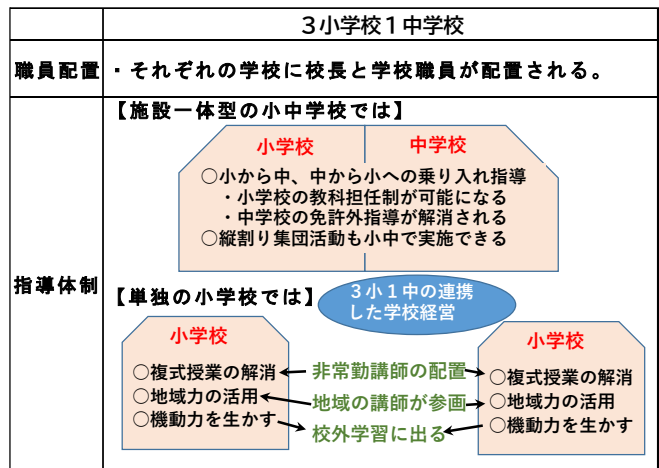 ３小学校１中学校
職員配置
・それぞれの学校に校長と学校職員が配置される。
指導体制
【施設一体型の小中学校では】
小学校
中学校
○小から中、中から小への乗り入れ指導
・小学校の教科担任制が可能になる
・中学校の免許外指導が解消される
○縦割り集団活動も小中で実施できる
【単独の小学校では】
３小１中の連携
した学校経営
小学校
○複式授業の解消
○地域力の活用
○機動力を生かす
非常勤講師の配置
地域の講師が参画
校外学習に出る
小学校
○複式授業の解消
○地域力の活用
○機動力を生かす